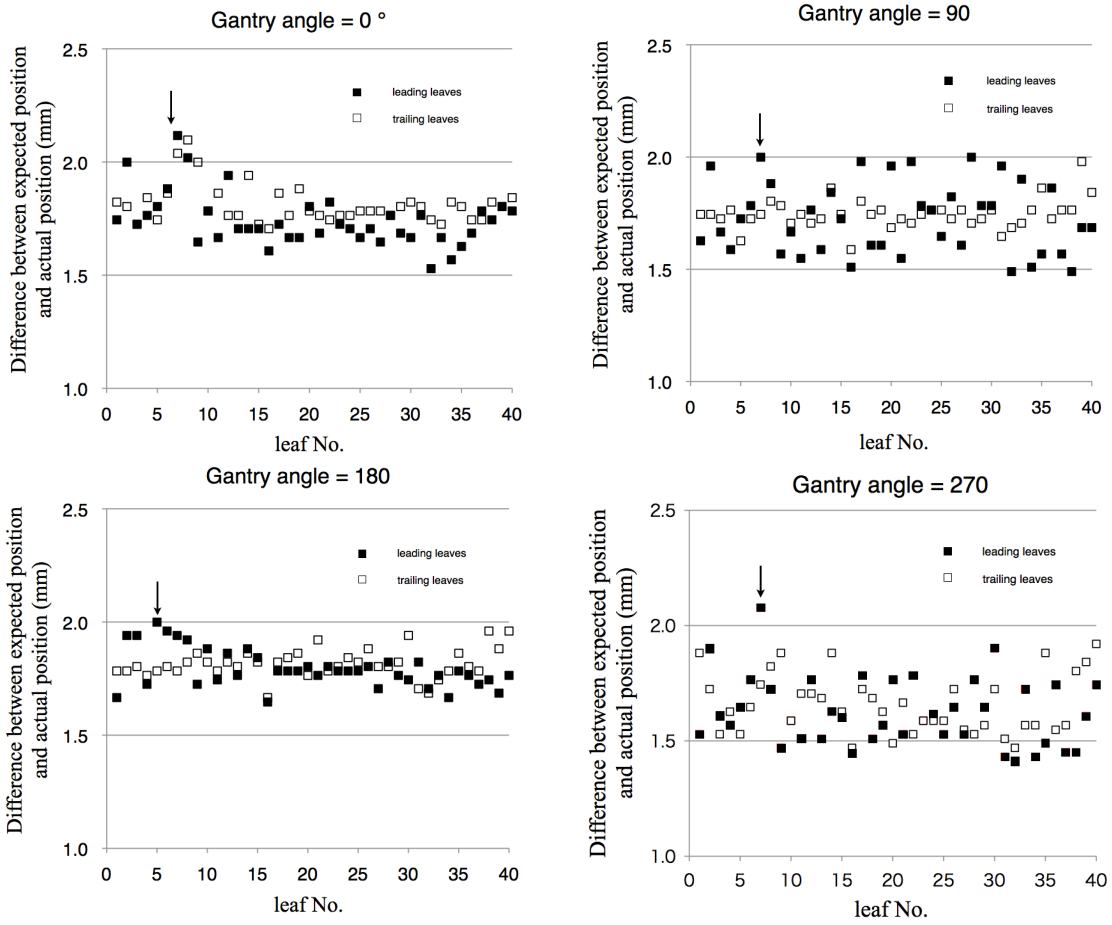 Gantry angle = 0 °
Difference between expected position
and actual position (mm)
2.5
2.0
1.5
1.0
leading leaves
trailing leaves
0 5 10 15 20 25 30 35 40
leaf No.
Gantry angle = 90
Difference between expected position
and actual position (mm)
2.5
2.0
1.5
1.0
leading leaves
trailing leaves
0 5 10 15 20 25 30 35 40
leaf No.
Gantry angle = 180
Difference between expected position
and actual position (mm)
2.5
2.0
1.5
1.0
leading leaves
trailing leaves
0 5 10 15 20 25 30 35 40
leaf No.
Gantry angle = 270
Difference between expected position
and actual position (mm)
2.5
2.0
1.5
1.0
leading leaves
trailing leaves
0 5 10 15 20 25 30 35 40
leaf No.